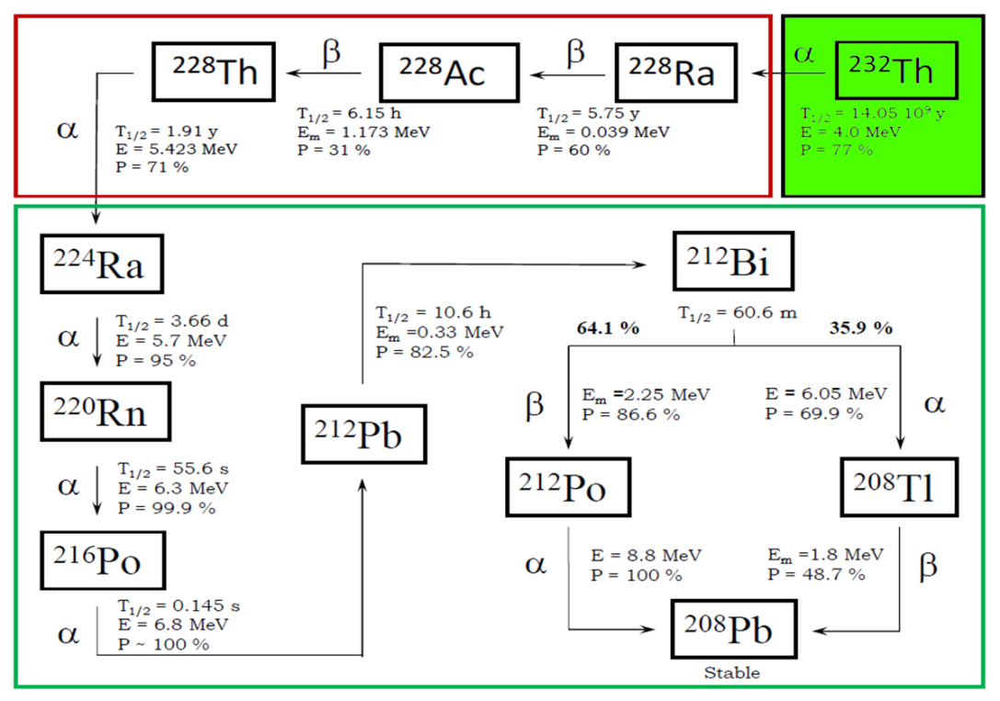 228Th
β
228Ac
β
228Ra
α
232Th
α
T1/2 = 1.91 y
E = 5.423 MeV
P = 71 %
T1/2 = 6.15 h
Em = 1.173 MeV
P = 31 %
T1/2 = 5.75 y
Em = 0.039 MeV
P = 60 %
T1/2 = 14.05 10⁹ y
E = 4.0 MeV
P = 77 %
224Ra
α
T1/2 = 3.66 d
E = 5.7 MeV
P = 95 %
220Rn
α
T1/2 = 55.6 s
E = 6.3 MeV
P = 99.9 %
216Po
α
T1/2 = 0.145 s
E = 6.8 MeV
P ~ 100 %
212Pb
T1/2 = 10.6 h
Em =0.33 MeV
P = 82.5 %
212Bi
T1/2 = 60.6 m
64.1 %
35.9 %
β
Em =2.25 MeV
P = 86.6 %
E = 6.05 MeV
P = 69.9 %
α
212Po
208Tl
α
E = 8.8 MeV
P = 100 %
Em =1.8 MeV
P = 48.7 %
β
208Pb
Stable